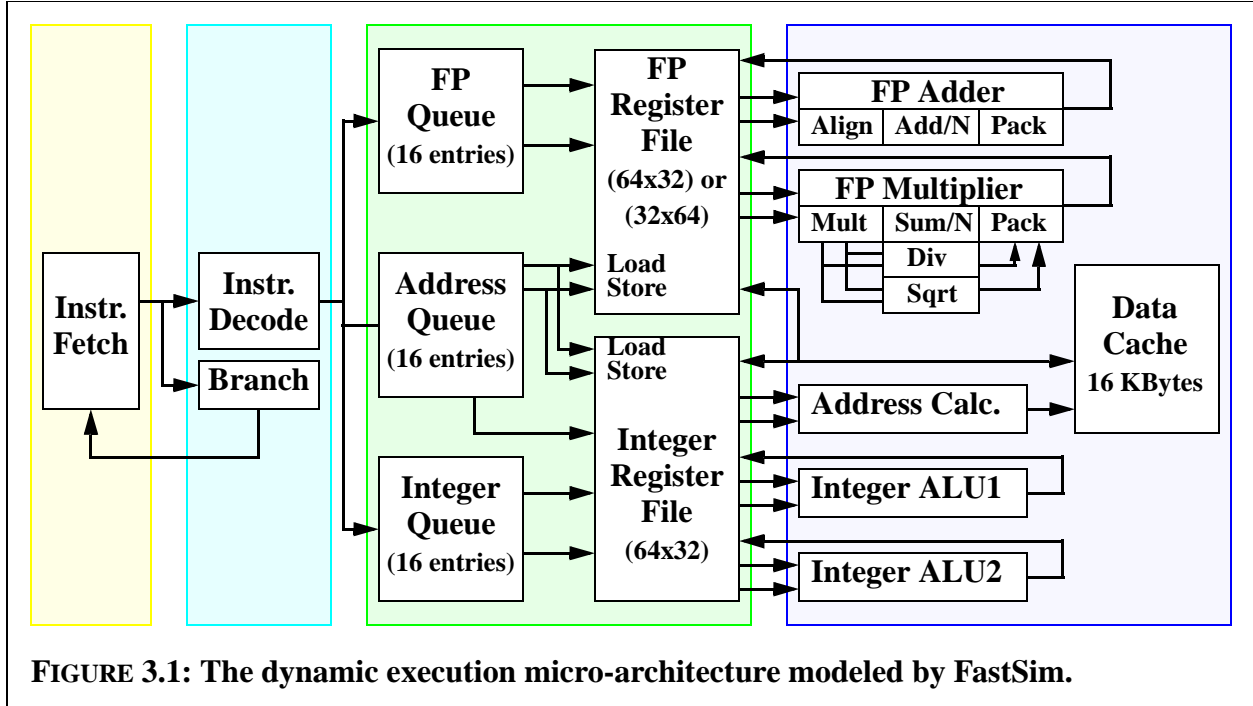 Instr.
Fetch
Instr.
Decode
Branch
FP
Queue
(16 entries)
Address
Queue
(16 entries)
Integer
Queue
(16 entries)
FP
Register
File
(64x32) or
(32x64)
Load
Store
Load
Store
Integer
Register
File
(64x32)
FP Adder
Align Add/N Pack
FP Multiplier
Mult Sum/N Pack
Div
Sqrt
Address Calc.
Integer ALU1
Integer ALU2
Data
Cache
16 KBytes
FIGURE 3.1: The dynamic execution micro-architecture modeled by FastSim.